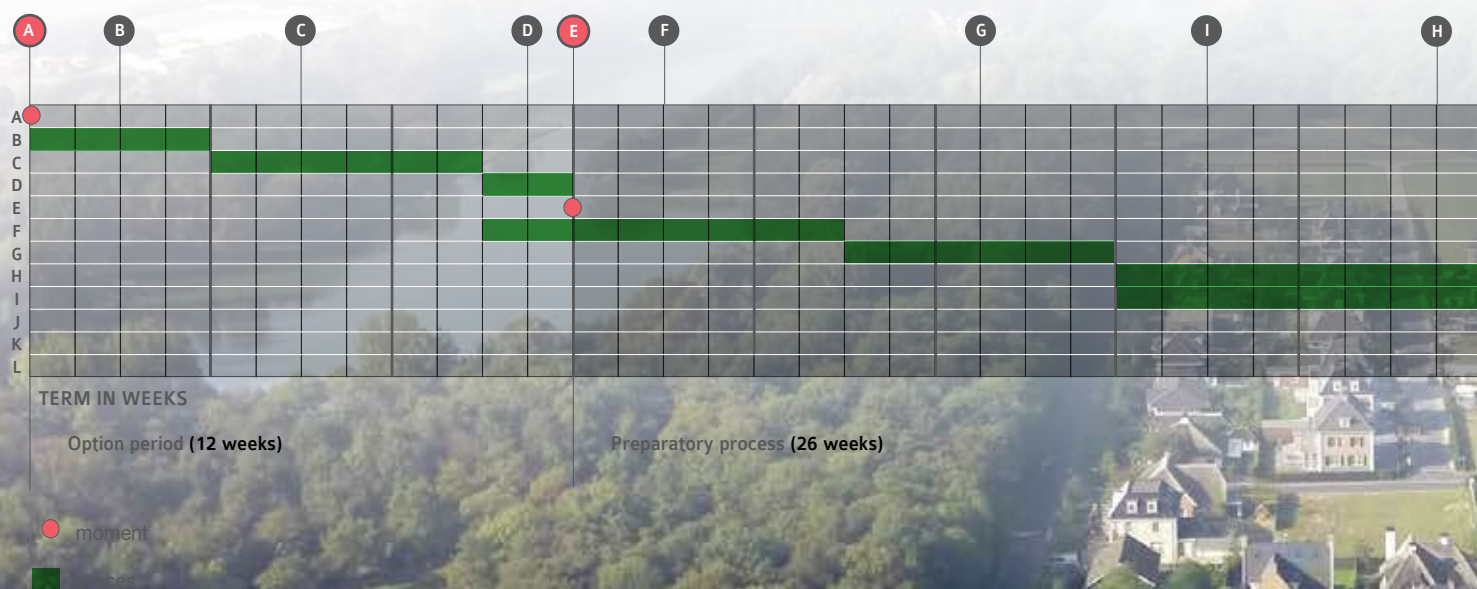 A B C D E F G I H
A
B
C
D
E
F
G
H
I
J
K
L
TERM IN WEEKS
Option period (12 weeks) Preparatory process (26 weeks)
moment